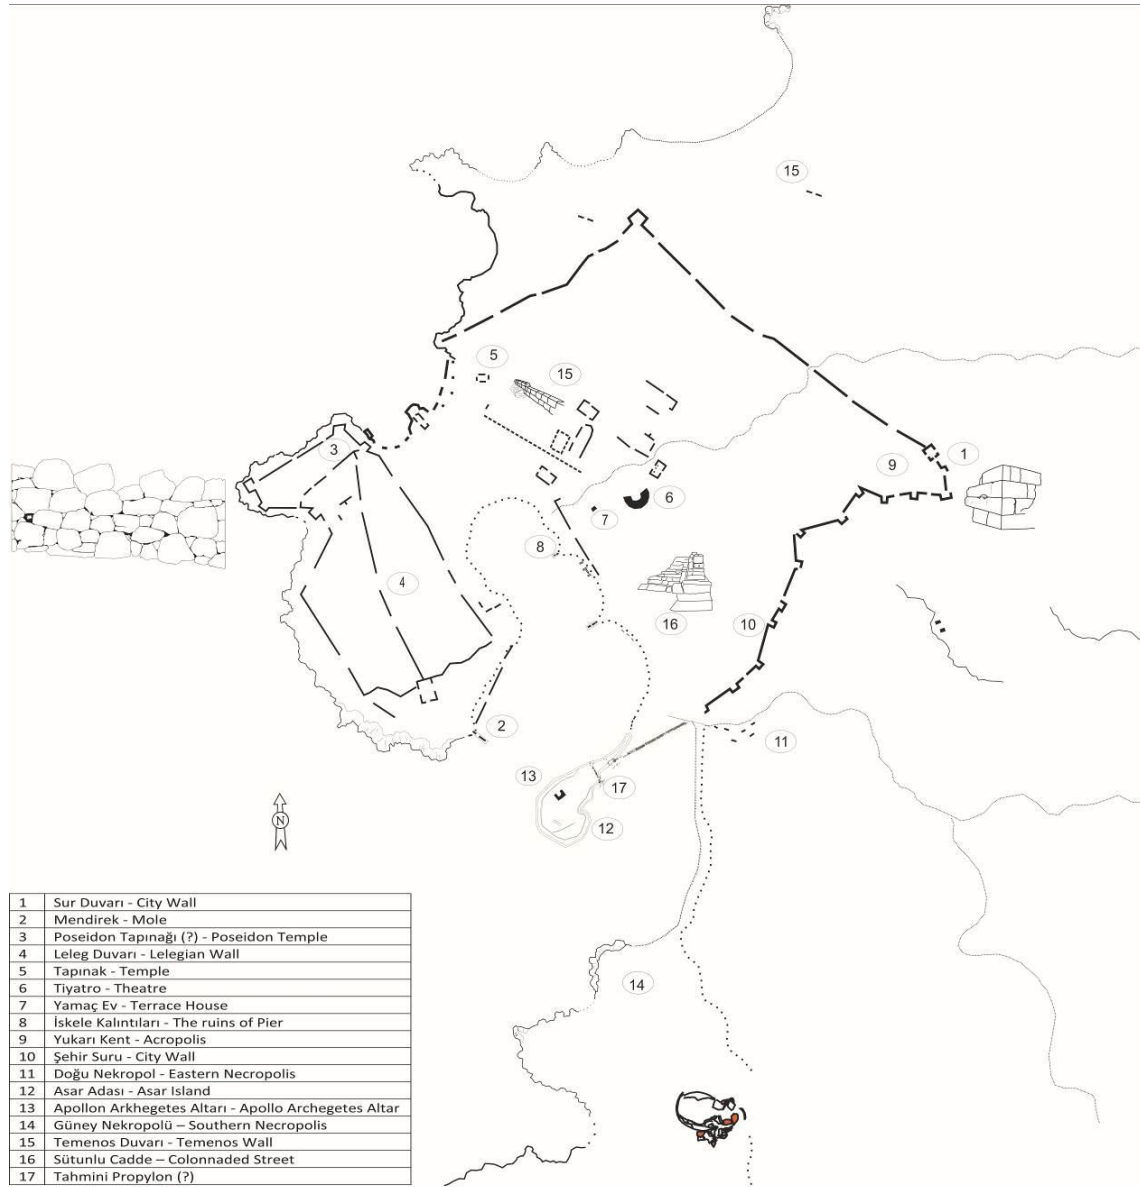 15
1
5
15
3
9
6
7
8
4
16
10
2
11
13
17
12
N
14
1 Sur Duvarı - City Wall
2 Mendirek - Mole
3 Poseidon Tapınağı (?) - Poseidon Temple
4 Leleg Duvarı - Lelegian Wall
5 Tapınak - Temple
6 Tiyatro - Theatre
7 Yamaç Ev - Terrace House
8 İskele Kalıntıları - The ruins of Pier
9 Yukarı Kent - Acropolis
10 Şehir Suru - City Wall
11 Doğu Nekropol - Eastern Necropolis
12 Asar Adası - Asar Island
13 Apollon Arkhegetes Altarı - Apollo Archegetes Altar
14 Güney Nekropolü – Southern Necropolis
15 Temenos Duvarı - Temenos Wall
16 Sütunlu Cadde – Colonnaded Street
17 Tahmini Propylon (?)